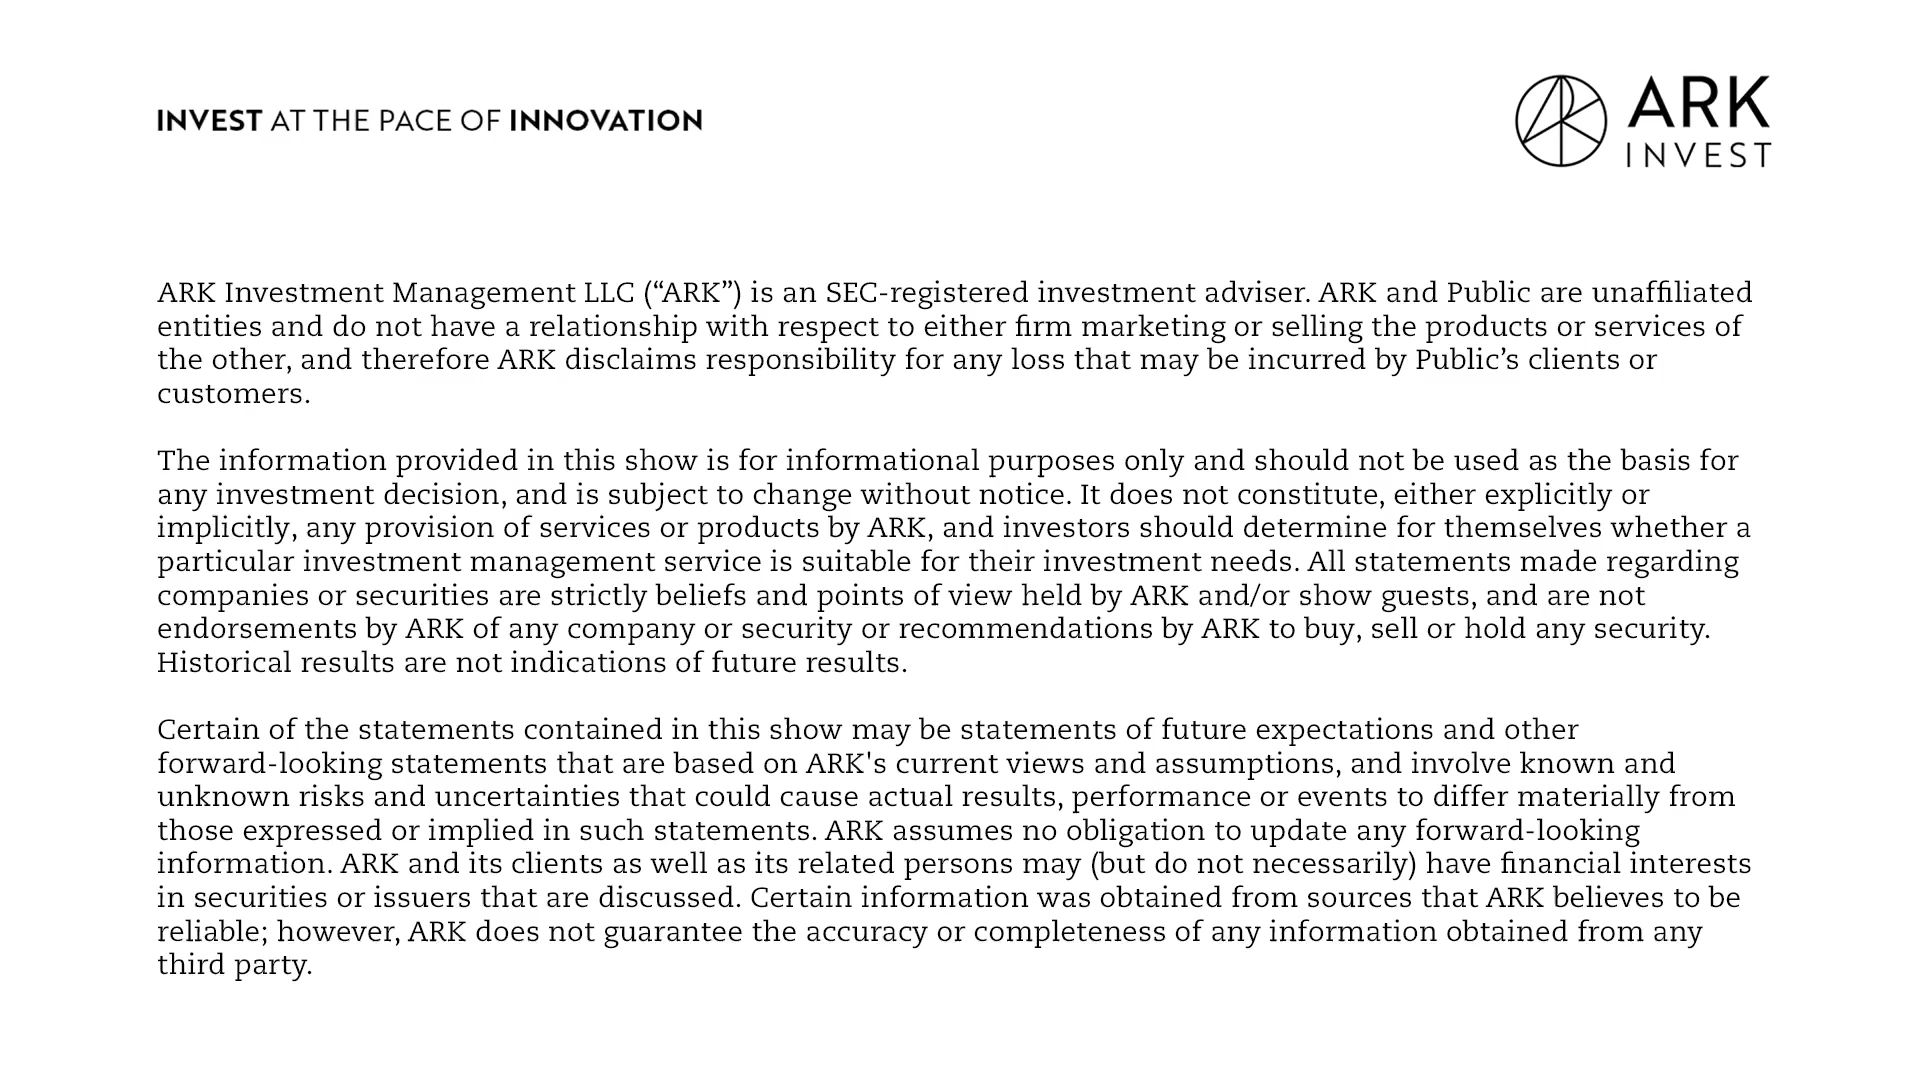 INVEST AT THE PACE OF INNOVATION
ARK
INVEST
ARK Investment Management LLC (“ARK”) is an SEC-registered investment adviser. ARK and Public are unaffiliated
entities and do not have a relationship with respect to either firm marketing or selling the products or services of
the other, and therefore ARK disclaims responsibility for any loss that may be incurred by Public’s clients or
customers.
The information provided in this show is for informational purposes only and should not be used as the basis for
any investment decision, and is subject to change without notice. It does not constitute, either explicitly or
implicitly, any provision of services or products by ARK, and investors should determine for themselves whether a
particular investment management service is suitable for their investment needs. All statements made regarding
companies or securities are strictly beliefs and points of view held by ARK and/or show guests, and are not
endorsements by ARK of any company or security or recommendations by ARK to buy, sell or hold any security.
Historical results are not indications of future results.
Certain of the statements contained in this show may be statements of future expectations and other
forward-looking statements that are based on ARK's current views and assumptions, and involve known and
unknown risks and uncertainties that could cause actual results, performance or events to differ materially from
those expressed or implied in such statements. ARK assumes no obligation to update any forward-looking
information. ARK and its clients as well as its related persons may (but do not necessarily) have financial interests
in securities or issuers that are discussed. Certain information was obtained from sources that ARK believes to be
reliable; however, ARK does not guarantee the accuracy or completeness of any information obtained from any
third party.